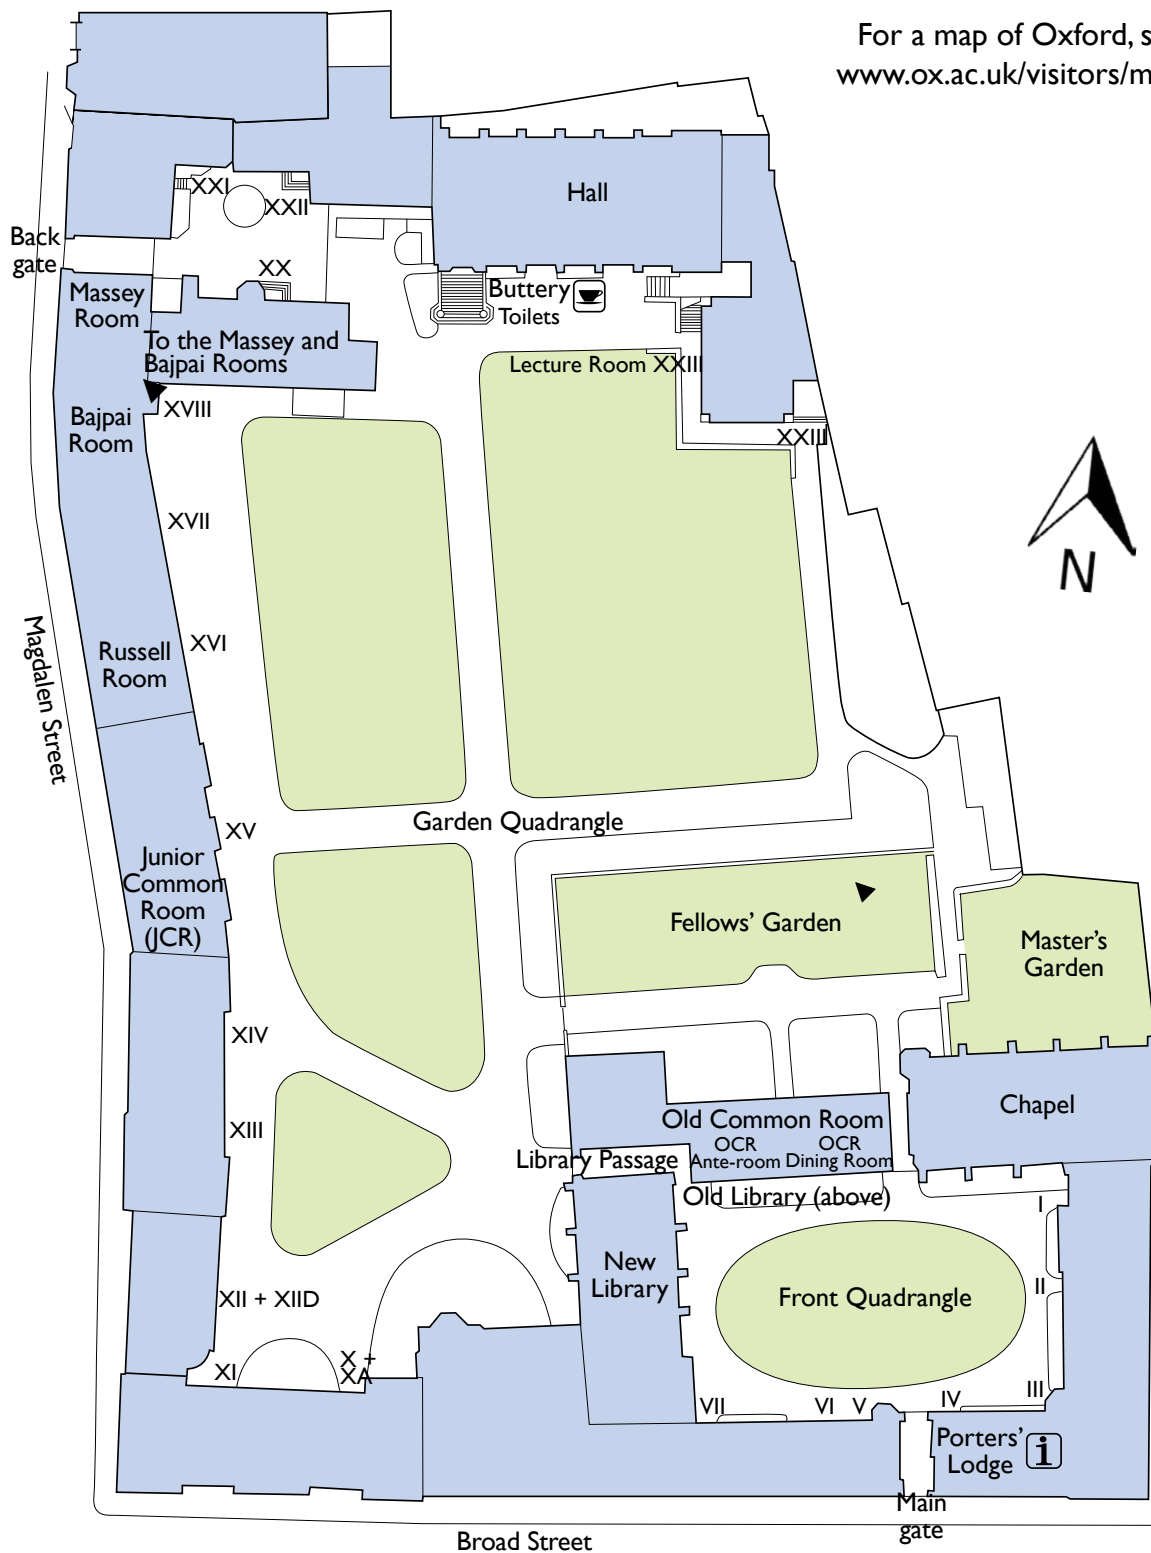 For a map of Oxford, s
www.ox.ac.uk/visitors/m
Hall
XXI
XXII
Back
gate
XX
Massey
Room
Buttery
Toilets
To the Massey and
Bajpai Rooms
Lecture Room XXIII
XVIII
Bajpai
Room
XXIII
XVII
N
Magdalen Street
XVI
Russell
Room
Garden Quadrangle
XV
Junior
Common
Room
(JCR)
Fellows' Garden
Master's
Garden
XIV
Chapel
Old Common Room
XIII
OCR
Ante-room
OCR
Dining Room
Library Passage
Old Library (above)
I
New
Library
II
Front Quadrangle
XII + XIID
X +
XA
XI
III
IV
VII
VI
V
Porters'
Lodge
i
Main
gate
Broad Street